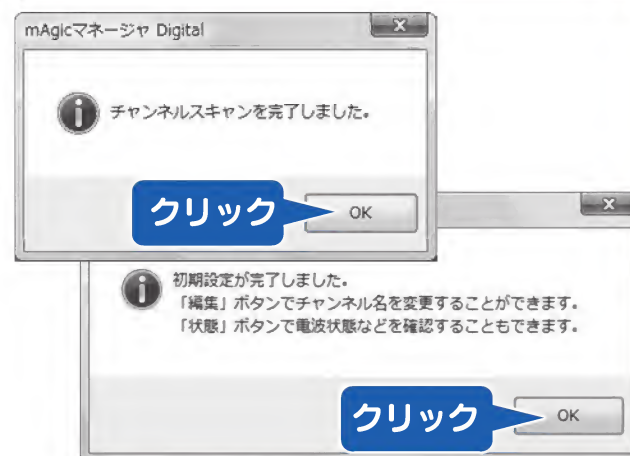 mAgicマネージャ Digital
チャンネルスキャンを完了しました。
クリック
OK
初期設定が完了しました。
「編集」ボタンでチャンネル名を変更することができます。
「状態」ボタンで電波状態などを確認することもできます。
クリック
OK